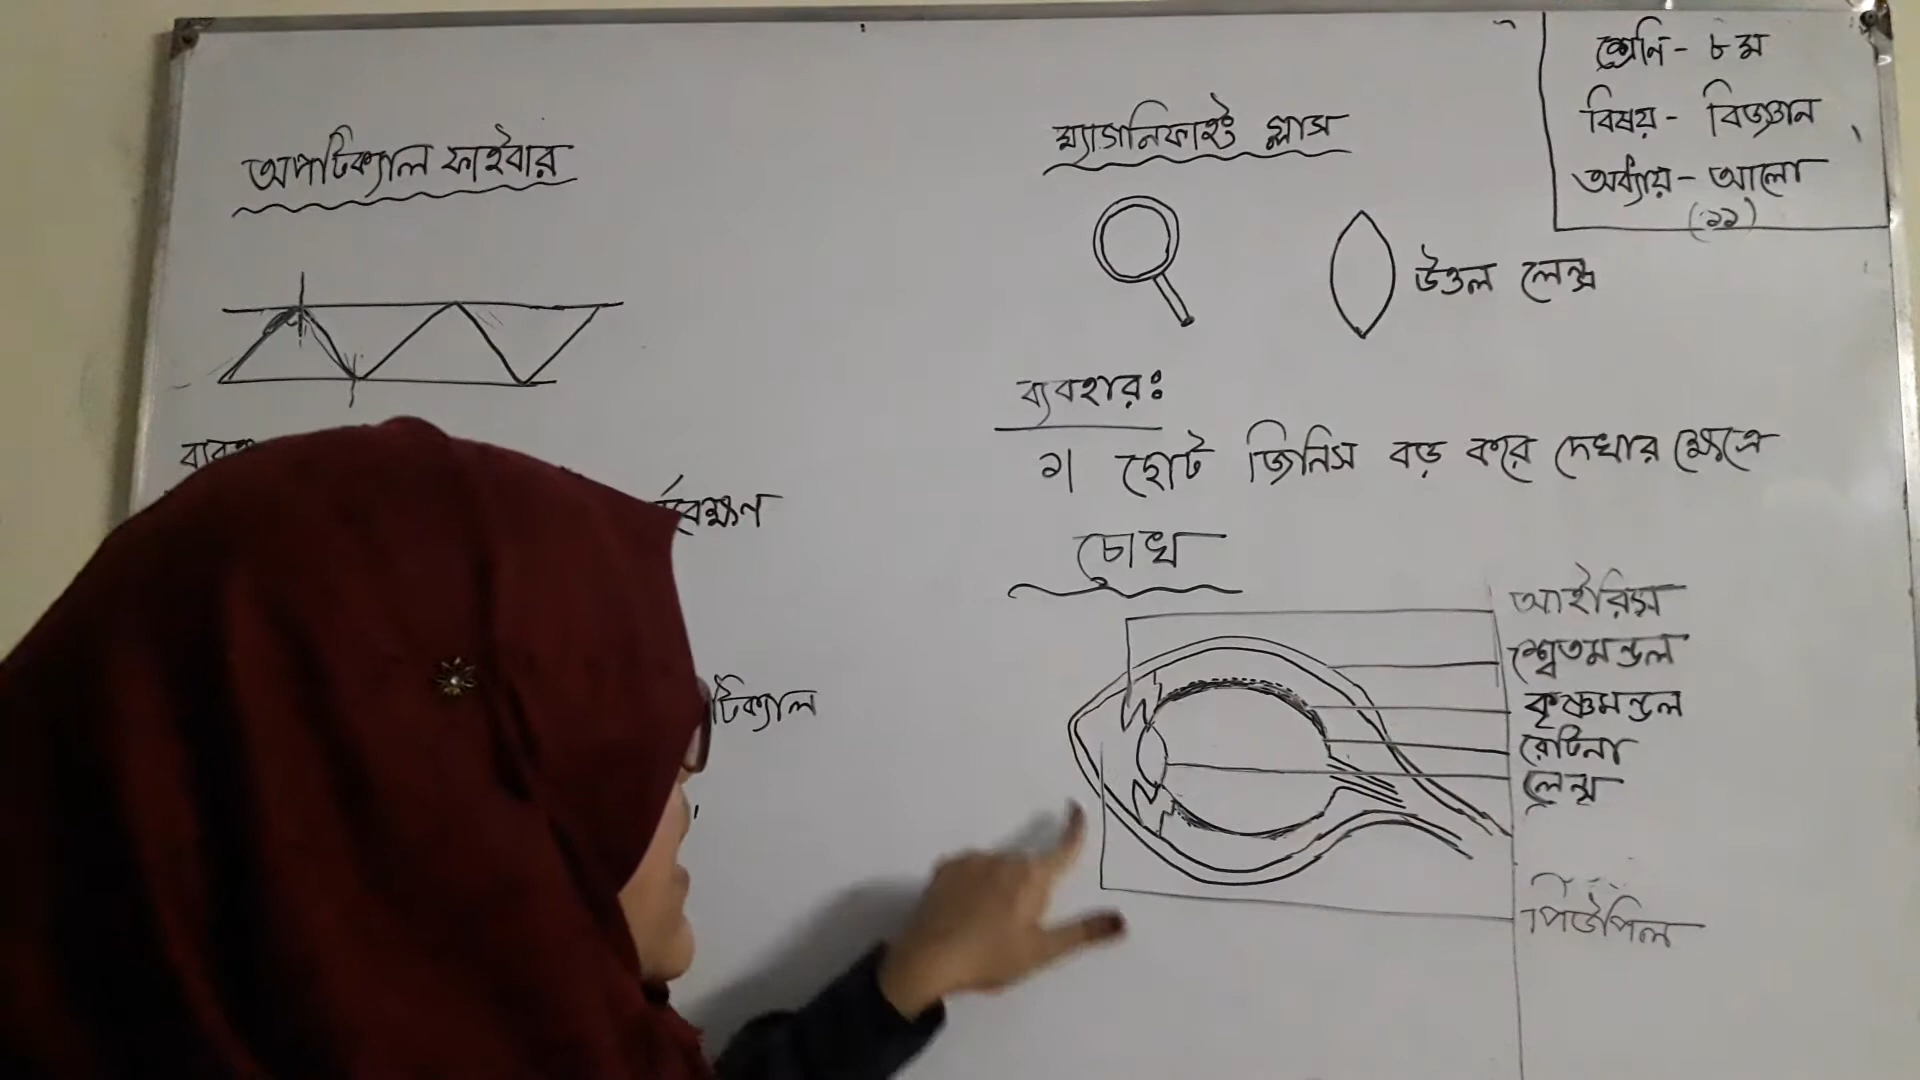 শ্রেনি - ৮ম
বিষয় - বিজ্ঞান
অধ্যায় - আলো
(১১)
অপটিক্যাল ফাইবার
র্যবেক্ষণ
টিক্যাল
ম্যাগনিফাইং গ্লাস
উত্তল লেন্স
ব্যবহারঃ
১| ছোট জিনিস বড় করে দেখার ক্ষেত্রে
চোখ
আইরিস
শ্বেতমন্ডল
কৃষ্ণমন্ডল
রেটিনা
লেন্স
পিউপিল